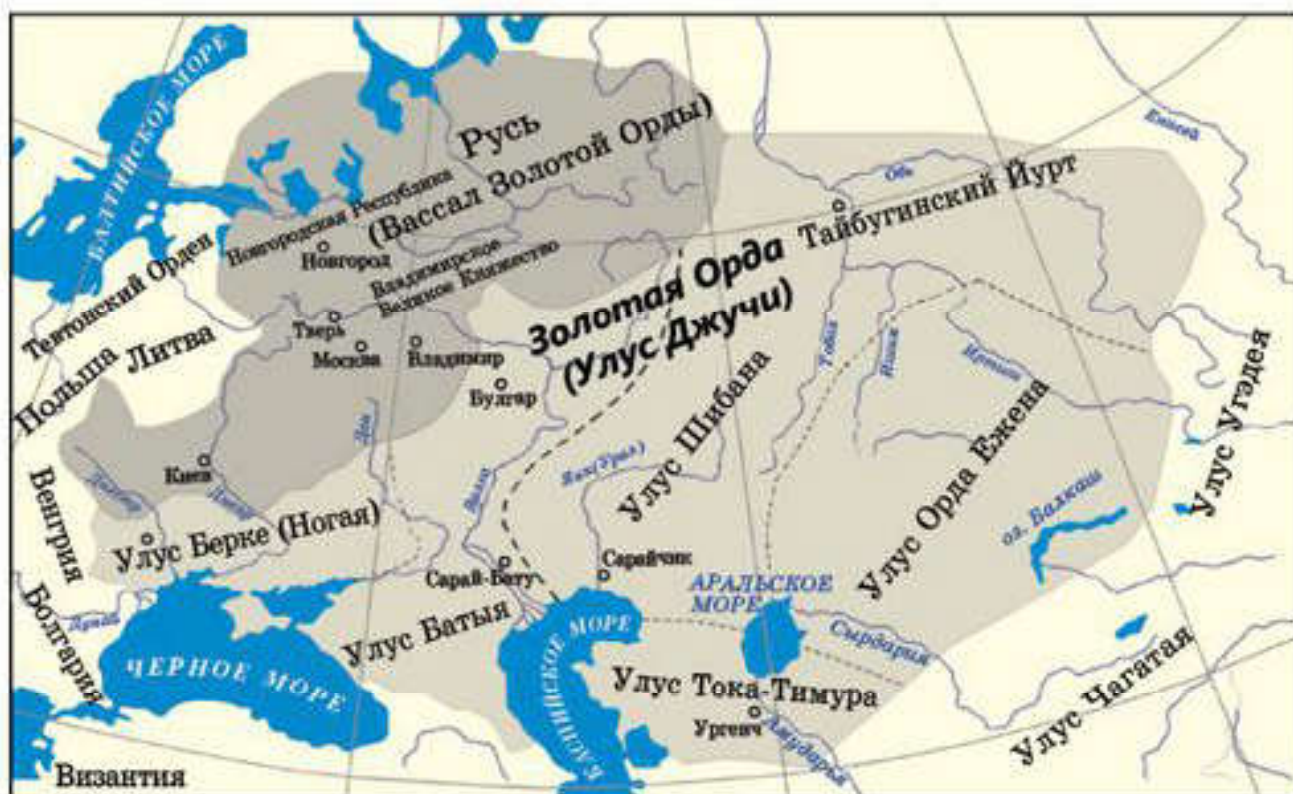 БАЛТИЙСКОЕ МОРЕ
Русь
(Вассал Золотой Орды)
Новгородская Республика
Новгород
Владимирское
Великое Княжество
Тевтонский Орден
Литва
Польша
Тверь
Москва
Владимир
Булгар
Киев
Венгрия
Болгария
Византия
Дунай
Днепр
Дон
Волга
Улус Берке (Ногая)
ЧЕРНОЕ МОРЕ
Улус Батыя
Сарай-Бату
Сарайчик
Яик(Урал)
КАСПИЙСКОЕ МОРЕ
Золотая Орда
(Улус Джучи)
Улус Шибана
Тайбугинский Йурт
Обь
Енисей
Тобол
Ишим
Иртыш
Улус Орда Ежена
Улус Угэдея
оз. Балхаш
АРАЛЬСКОЕ
МОРЕ
Сырдария
Улус Тока-Тимура
Ургенч
Амударья
Улус Чагатая